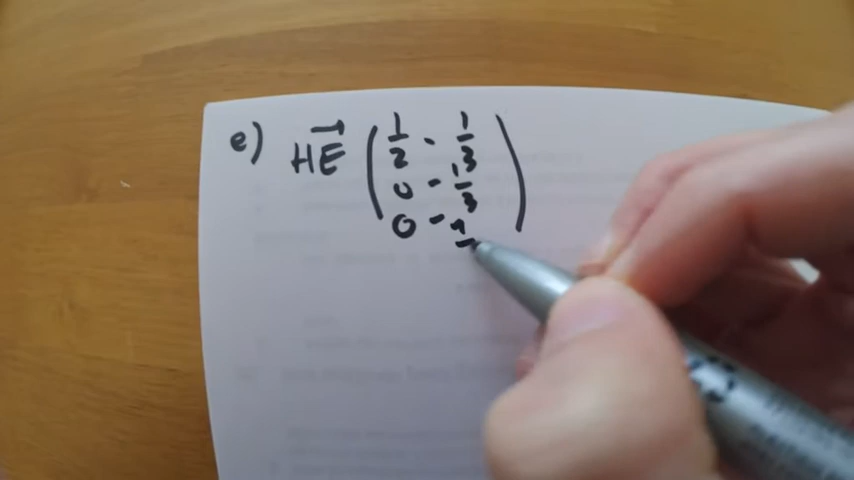 e) HE→ ( 1/2 - 1/3
0 - 1/3
0 - 1 )